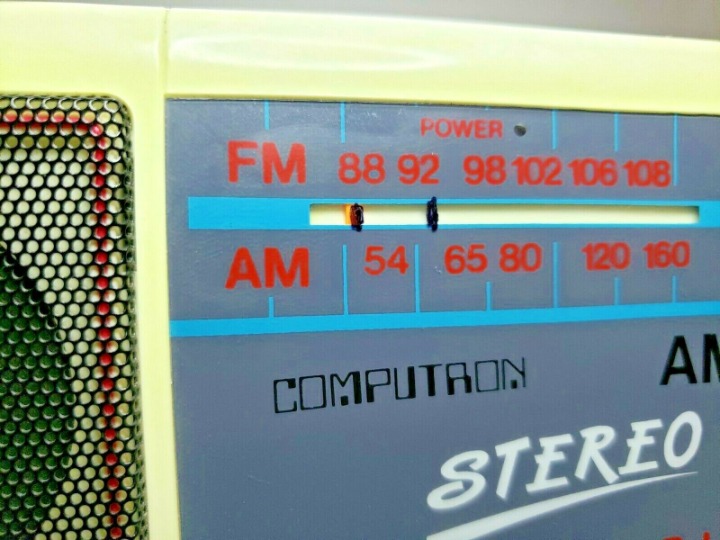 POWER
FM 88 92 98 102 106 108
AM 54 65 80 120 160
COMPUTRON
AM
STEREO